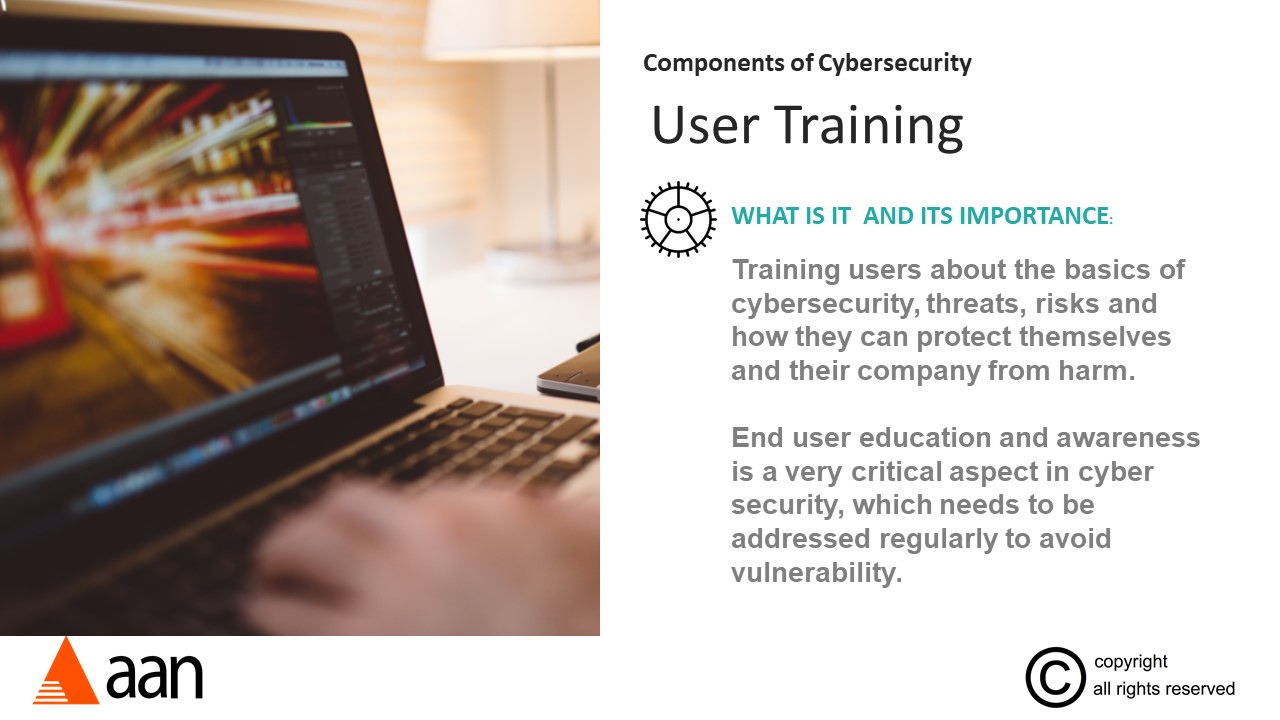 Components of Cybersecurity
User Training
WHAT IS IT  AND ITS IMPORTANCE:
Training users about the basics of
cybersecurity, threats, risks and
how they can protect themselves
and their company from harm.
End user education and awareness
is a very critical aspect in cyber
security, which needs to be
addressed regularly to avoid
vulnerability.
aan
© copyright
all rights reserved